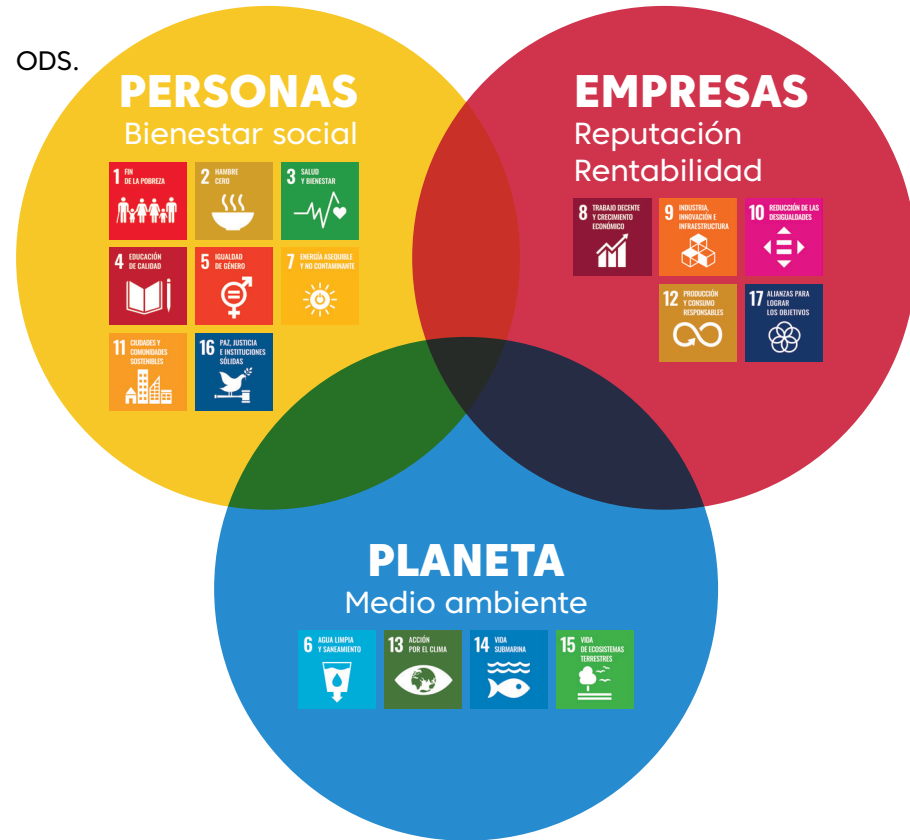 ODS.
PERSONAS
Bienestar social
1 FIN
DE LA POBREZA
2 HAMBRE
CERO
3 SALUD
Y BIENESTAR
4 EDUCACIÓN
DE CALIDAD
5 IGUALDAD
DE GÉNERO
7 ENERGÍA ASEQUIBLE
Y NO CONTAMINANTE
11 CIUDADES Y
COMUNIDADES
SOSTENIBLES
16 PAZ, JUSTICIA
E INSTITUCIONES
SÓLIDAS
EMPRESAS
Reputación
Rentabilidad
8 TRABAJO DECENTE
Y CRECIMIENTO
ECONÓMICO
9 INDUSTRIA,
INNOVACIÓN E
INFRAESTRUCTURA
10 REDUCCIÓN DE LAS
DESIGUALDADES
12 PRODUCCIÓN
Y CONSUMO
RESPONSABLES
17 ALIANZAS PARA
LOGRAR
LOS OBJETIVOS
PLANETA
Medio ambiente
6 AGUA LIMPIA
Y SANEAMIENTO
13 ACCIÓN
POR EL CLIMA
14 VIDA
SUBMARINA
15 VIDA
DE ECOSISTEMAS
TERRESTRES